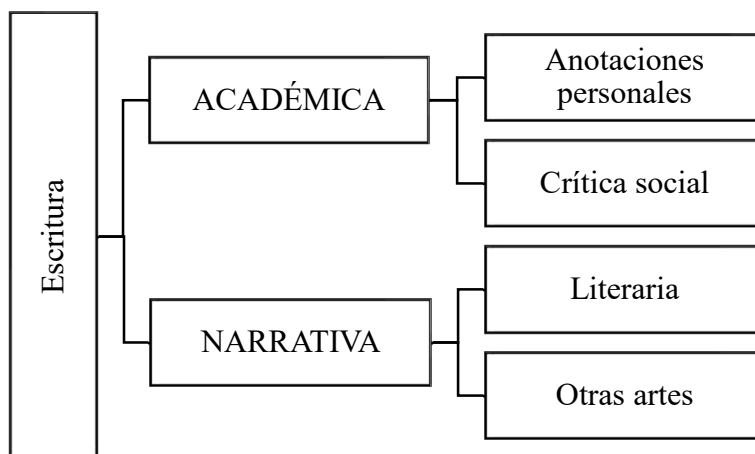 Escritura
ACADÉMICA
Anotaciones
personales
Crítica social
NARRATIVA
Literaria
Otras artes